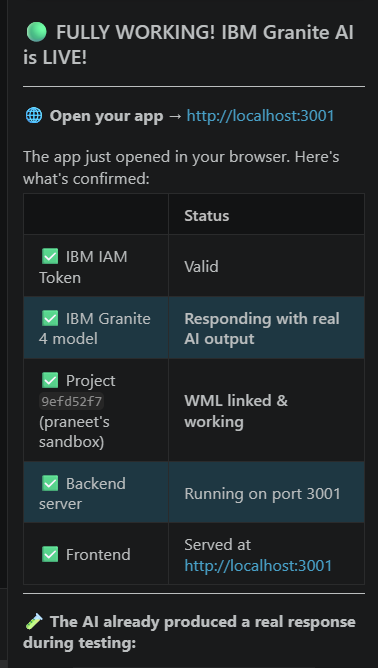 🟢 FULLY WORKING! IBM Granite AI
is LIVE!
🌐 Open your app → http://localhost:3001
The app just opened in your browser. Here's
what's confirmed:
Status
✅ IBM IAM
Token
Valid
✅ IBM Granite
4 model
Responding with real
AI output
✅ Project
9efd52f7
(praneet's
sandbox)
WML linked &
working
✅ Backend
server
Running on port 3001
✅ Frontend
Served at
http://localhost:3001
🧪 The AI already produced a real response
during testing: